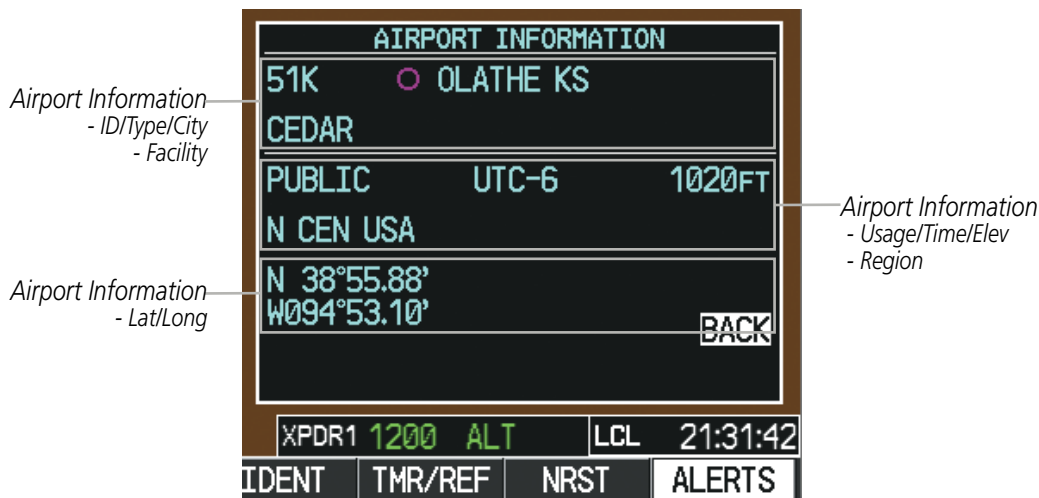 AIRPORT INFORMATION
51K OLATHE KS
CEDAR
PUBLIC UTC-6 1020FT
N CEN USA
N 38°55.88’
W094°53.10’
BACK
XPDR1 1200 ALT LCL 21:31:42
IDENT TMR/REF NRST ALERTS
Airport Information
- ID/Type/City
- Facility
Airport Information
- Lat/Long
Airport Information
- Usage/Time/Elev
- Region